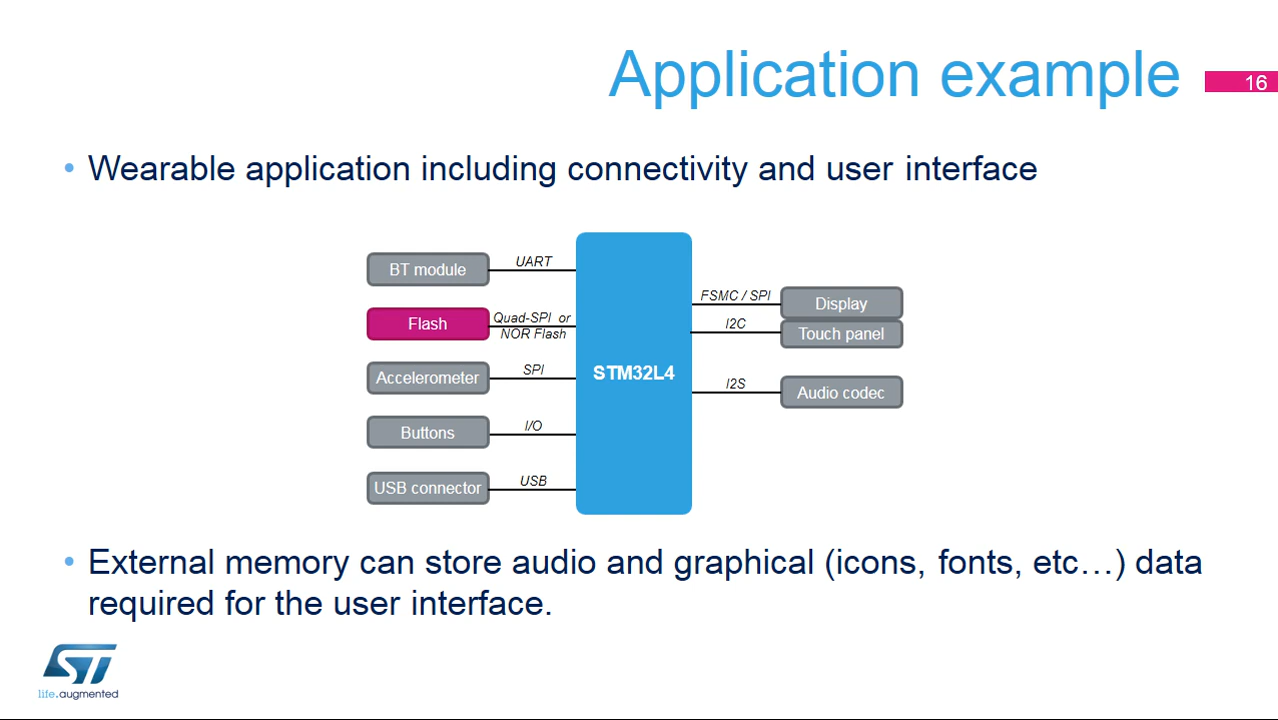 Application example
16
• Wearable application including connectivity and user interface
BT module
UART
Flash
Quad-SPI or
NOR Flash
Accelerometer
SPI
Buttons
I/O
USB connector
USB
STM32L4
FSMC / SPI
Display
I2C
Touch panel
I2S
Audio codec
• External memory can store audio and graphical (icons, fonts, etc…) data
required for the user interface.
ST
life.augmented